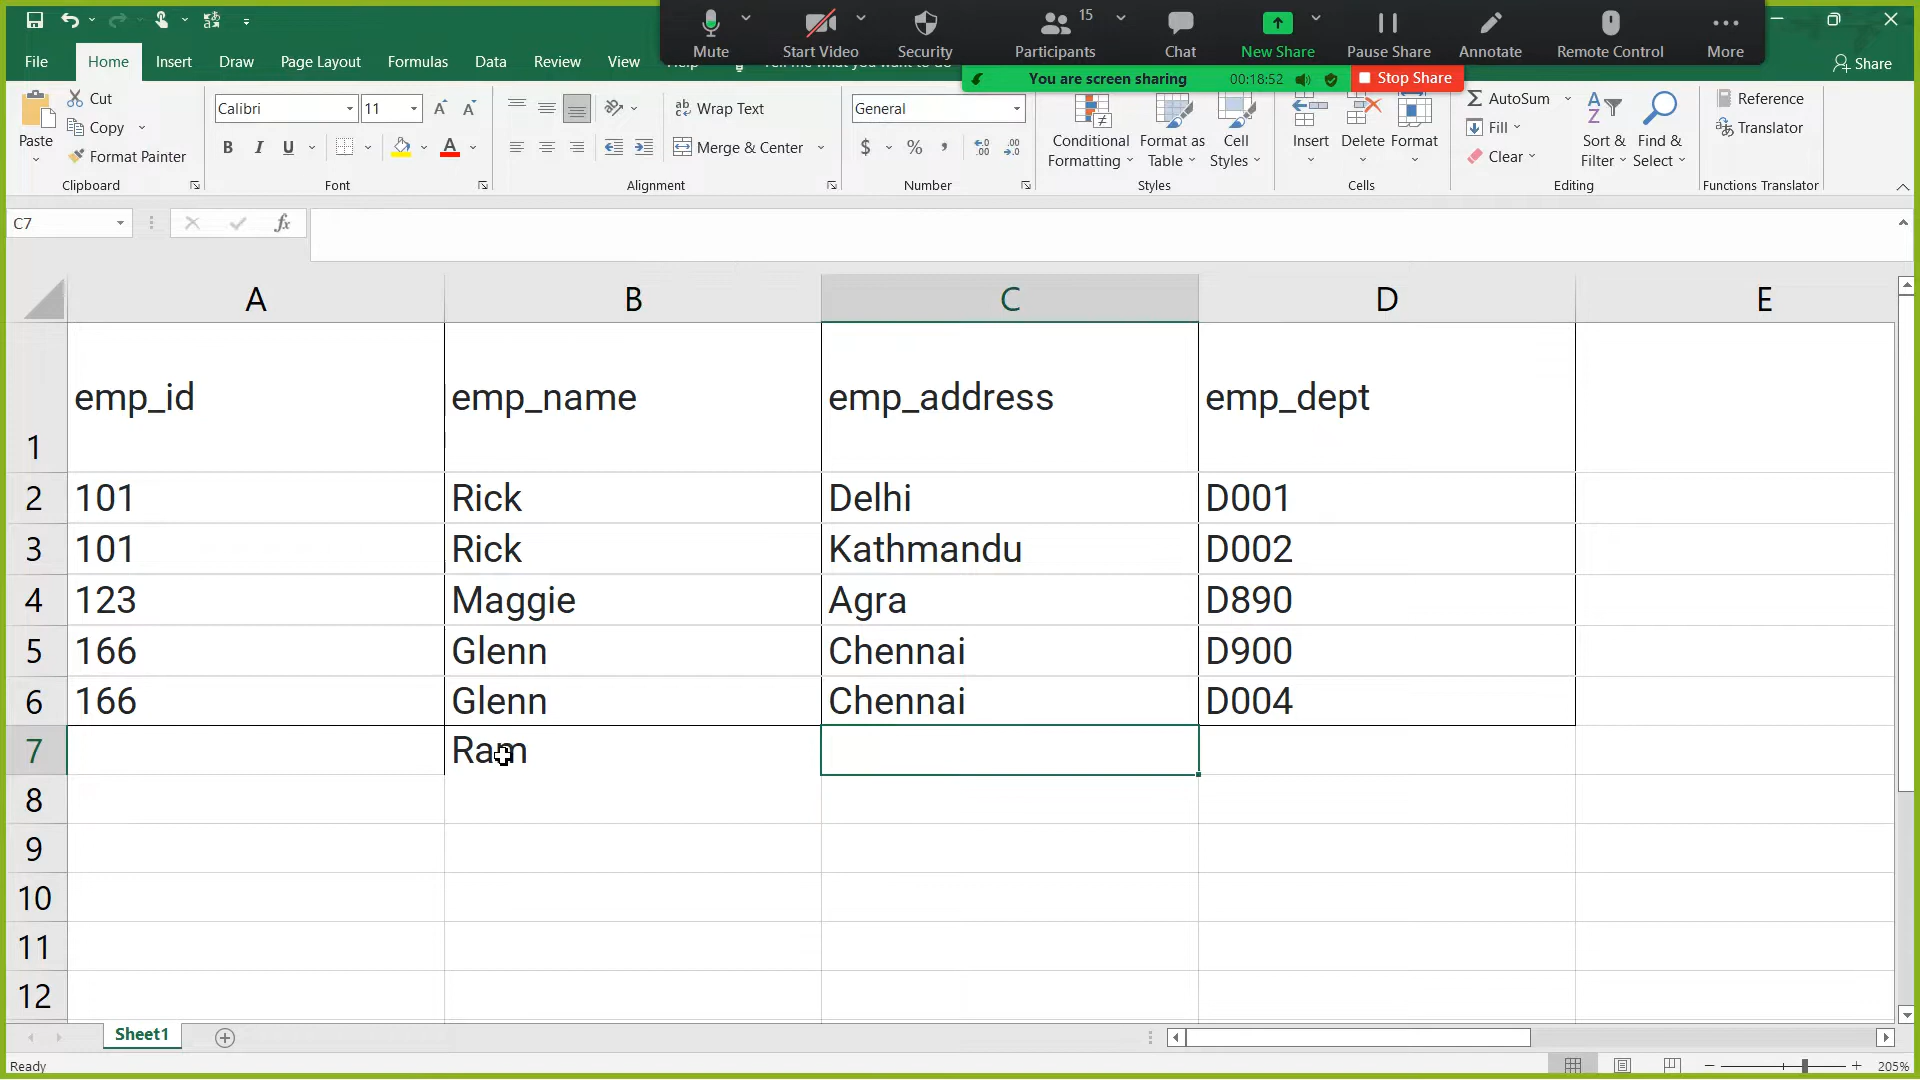 Mute
Start Video
Security
15
Participants
Chat
New Share
Pause Share
Annotate
Remote Control
More
File
Home
Insert
Draw
Page Layout
Formulas
Data
Review
View
You are screen sharing
00:18:52
Stop Share
Share
Cut
Copy
Format Painter
Paste
Clipboard
Calibri
11
B I U
A
Font
Wrap Text
Merge & Center
Alignment
General
$ % ,
Number
Conditional Formatting
Format as Table
Cell Styles
Styles
Insert
Delete
Format
Cells
AutoSum
Fill
Clear
Sort & Filter
Find & Select
Editing
Reference
Translator
Functions Translator
C7
fx
A B C D E
1 emp_id emp_name emp_address emp_dept
2 101 Rick Delhi D001
3 101 Rick Kathmandu D002
4 123 Maggie Agra D890
5 166 Glenn Chennai D900
6 166 Glenn Chennai D004
7 Ram
8
9
10
11
12
Sheet1
Ready
205%